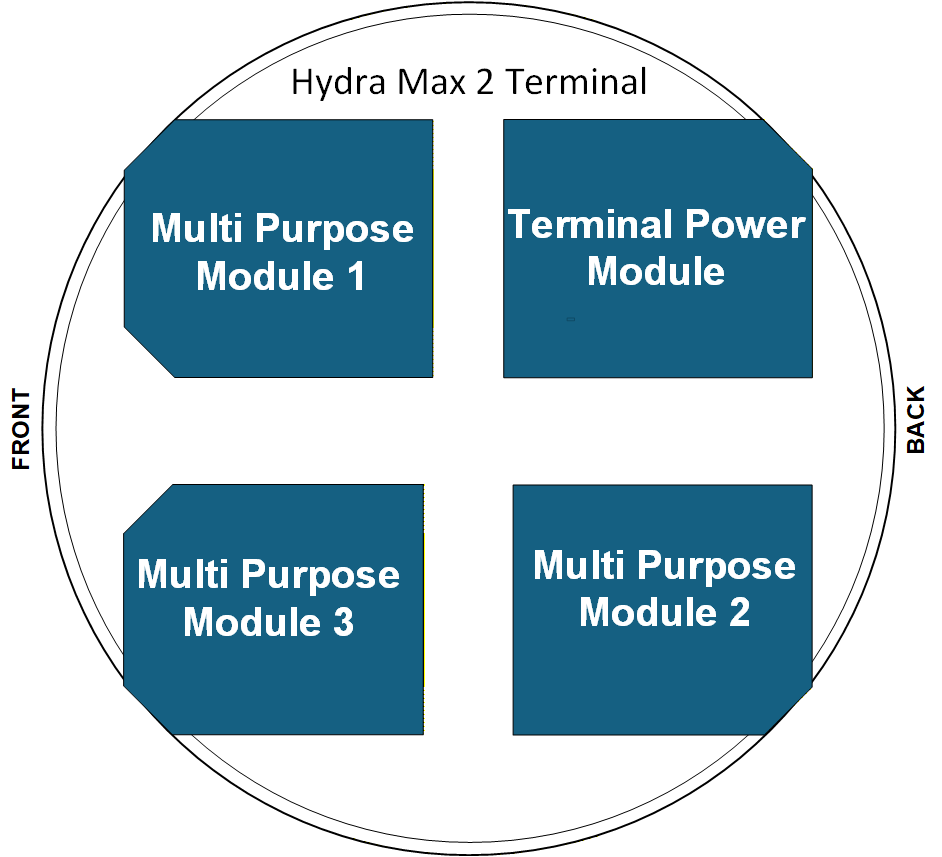 Hydra Max 2 Terminal
Multi Purpose
Module 1
Terminal Power
Module
FRONT
BACK
Multi Purpose
Module 3
Multi Purpose
Module 2